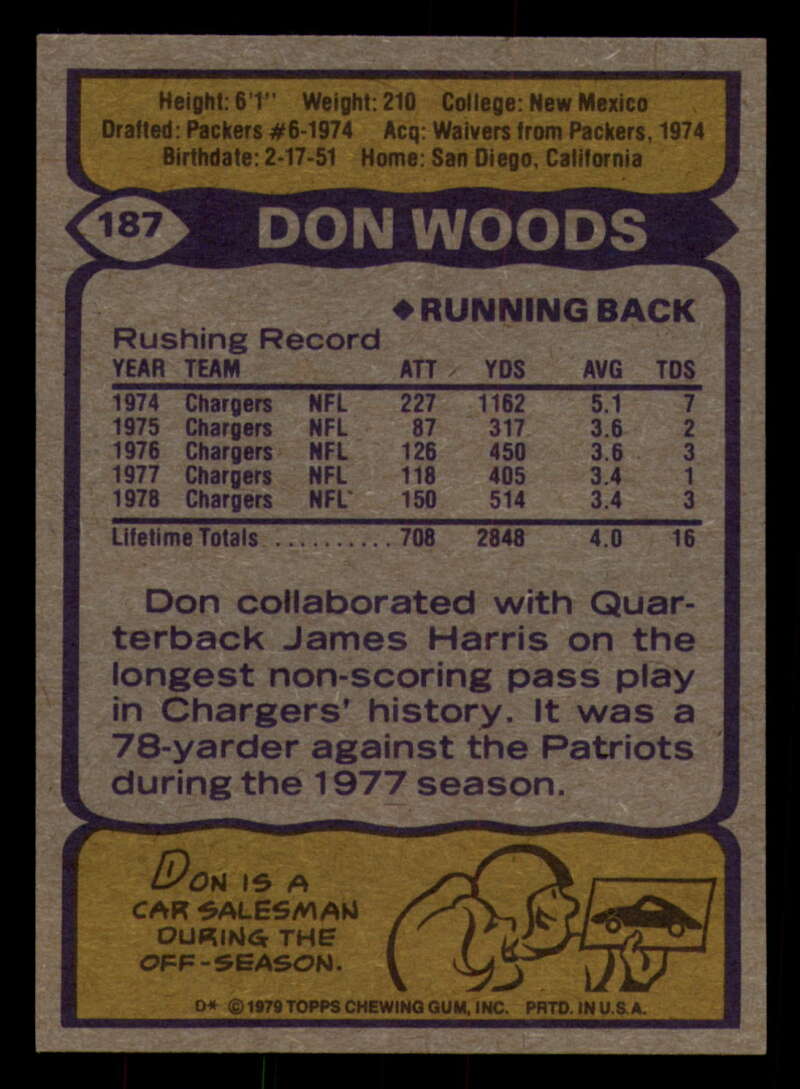 Height: 6'1" Weight: 210 College: New Mexico
Drafted: Packers #6-1974 Acq: Waivers from Packers, 1974
Birthdate: 2-17-51 Home: San Diego, California
187 DON WOODS
◆RUNNING BACK
Rushing Record
YEAR TEAM ATT YDS AVG TDS
1974 Chargers NFL 227 1162 5.1 7
1975 Chargers NFL 87 317 3.6 2
1976 Chargers NFL 126 450 3.6 3
1977 Chargers NFL 118 405 3.4 1
1978 Chargers NFL 150 514 3.4 3
Lifetime Totals .......... 708 2848 4.0 16
Don collaborated with Quar-
terback James Harris on the
longest non-scoring pass play
in Chargers' history. It was a
78-yarder against the Patriots
during the 1977 season.
DON IS A
CAR SALESMAN
DURING THE
OFF-SEASON.
D* © 1979 TOPPS CHEWING GUM, INC. PRTD. IN U.S.A.